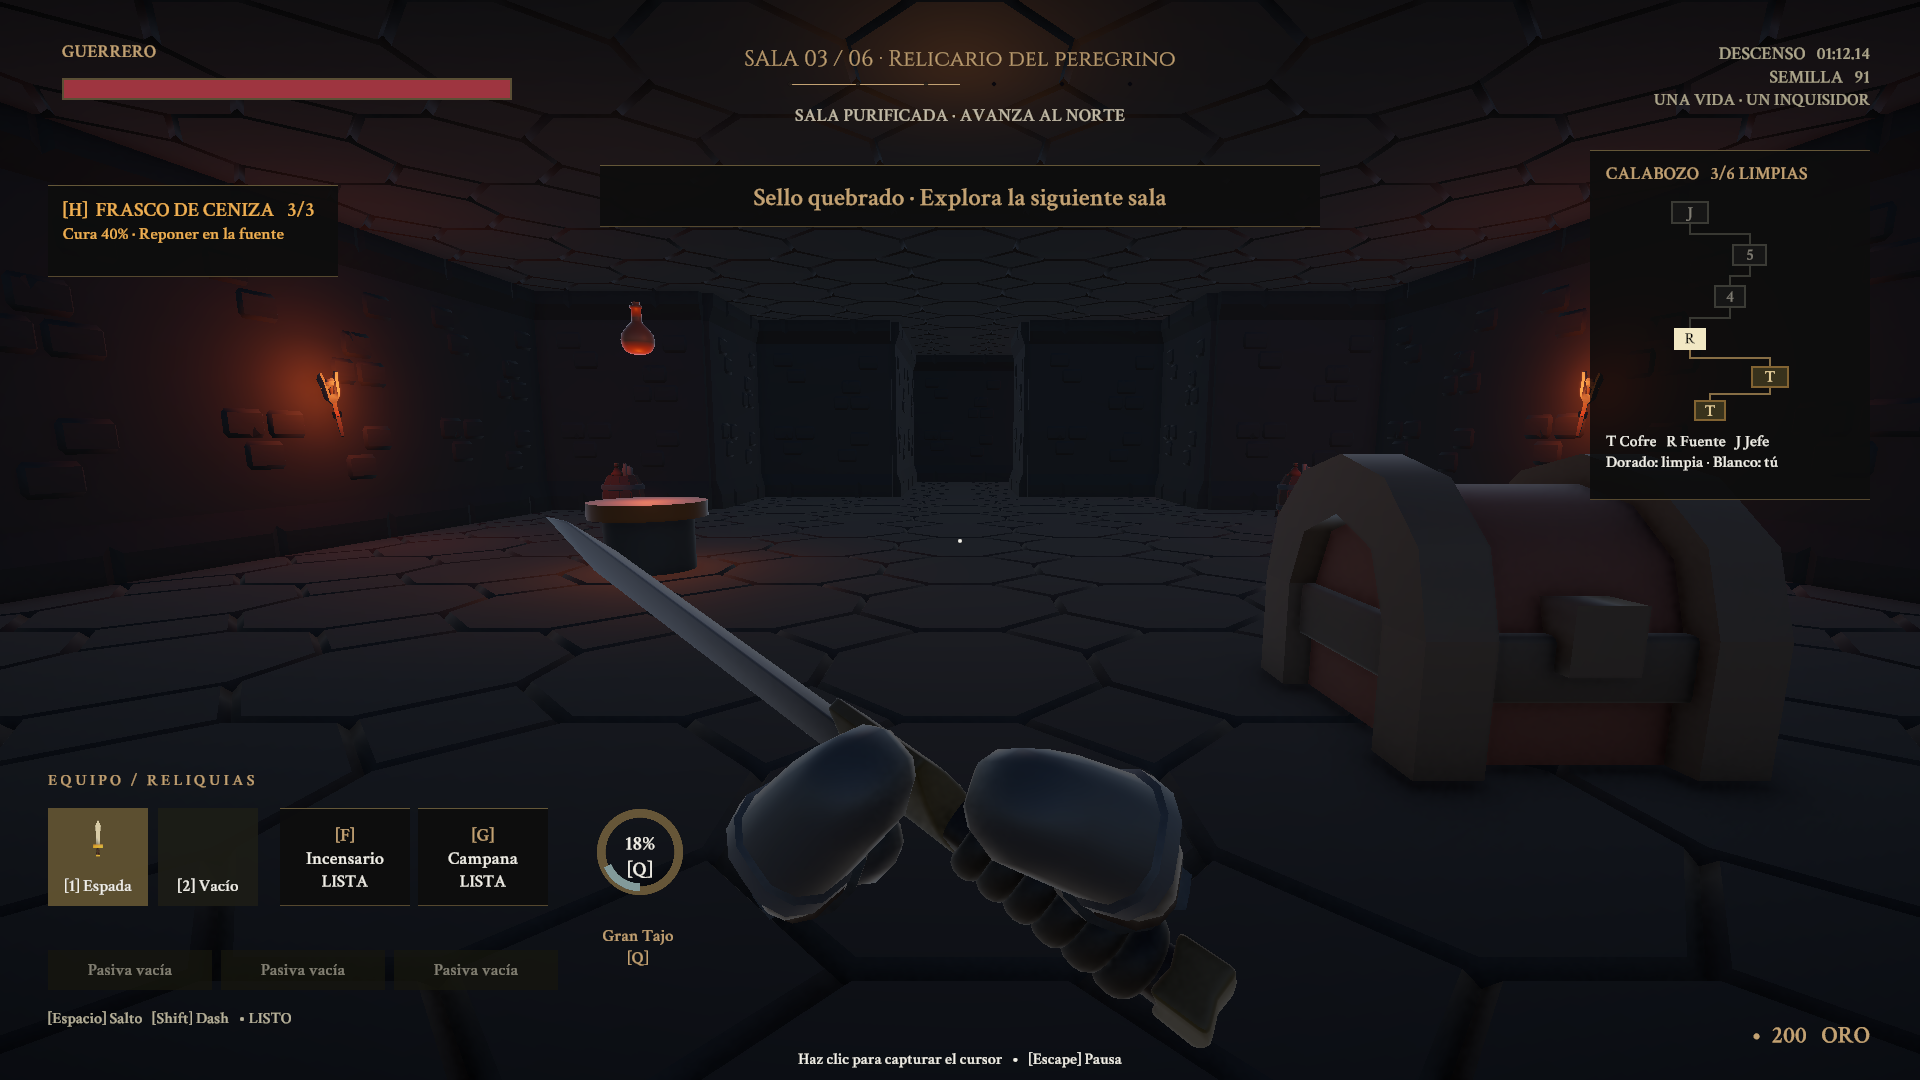 GUERRERO
SALA 03 / 06 · RELICARIO DEL PEREGRINO
SALA PURIFICADA · AVANZA AL NORTE
DESCENSO 01:12.14
SEMILLA 91
UNA VIDA · UN INQUISIDOR
Sello quebrado · Explora la siguiente sala
[H] FRASCO DE CENIZA 3/3
Cura 40% · Reponer en la fuente
CALABOZO 3/6 LIMPIAS
J
5
4
R
T
T
T Cofre R Fuente J Jefe
Dorado: limpia · Blanco: tú
EQUIPO / RELIQUIAS
[1] Espada
[2] Vacío
[F]
Incensario
LISTA
[G]
Campana
LISTA
18%
[Q]
Gran Tajo
[Q]
Pasiva vacía
Pasiva vacía
Pasiva vacía
[Espacio] Salto [Shift] Dash • LISTO
Haz clic para capturar el cursor • [Escape] Pausa
• 200 ORO